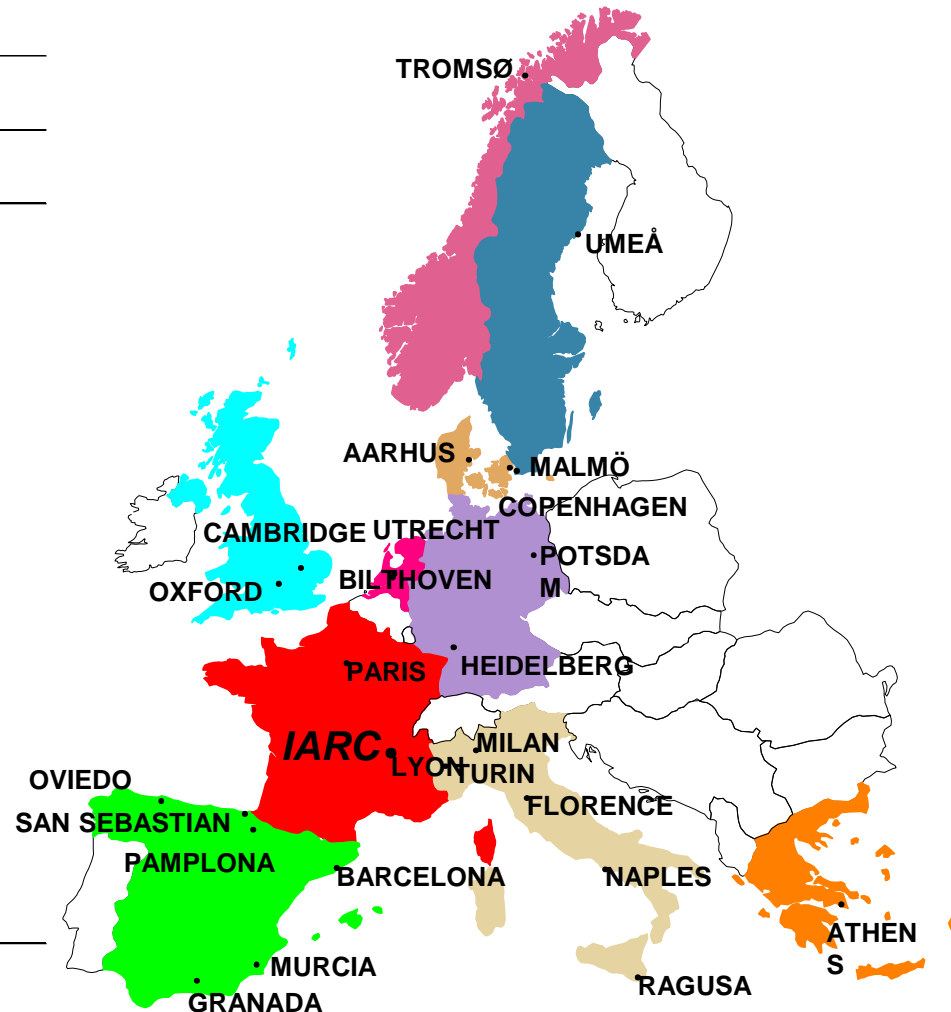 TROMSØ
UMEÅ
AARHUS
MALMÖ
COPENHAGEN
CAMBRIDGE
UTRECHT
POTSDA
M
BILTHOVEN
OXFORD
HEIDELBERG
PARIS
IARC
MILAN
LYON
TURIN
OVIEDO
FLORENCE
SAN SEBASTIAN
PAMPLONA
BARCELONA
NAPLES
ATHEN
S
MURCIA
RAGUSA
GRANADA